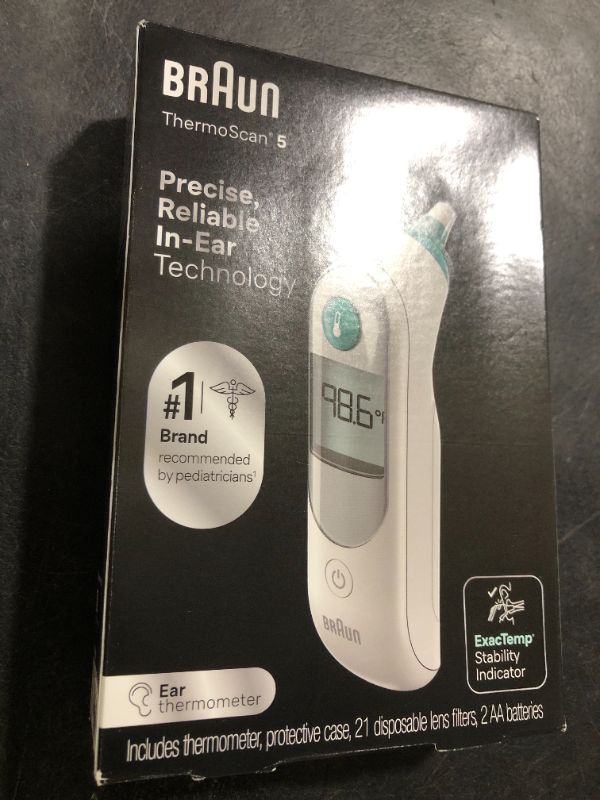 BRAUN
ThermoScan® 5
Precise,
Reliable
In-Ear
Technology
#1
Brand
recommended
by pediatricians¹
98.6°F
BRAUN
ExacTemp®
Stability
Indicator
Ear
thermometer
Includes thermometer, protective case, 21 disposable lens filters, 2 AA batteries